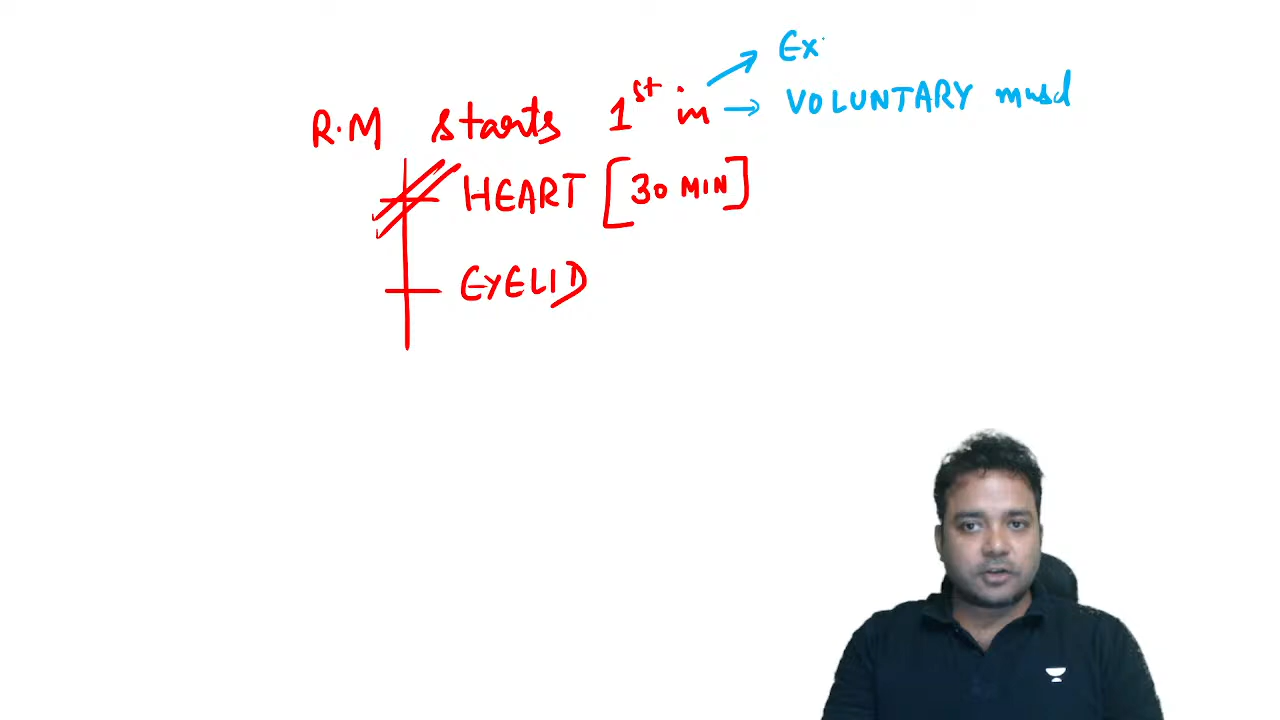 Ex.
R.M starts 1st in → VOLUNTARY musd
HEART [30 MIN]
EYELID